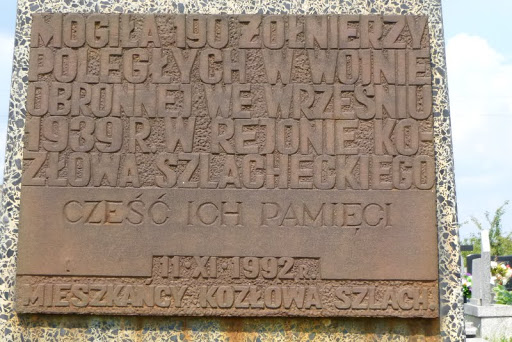 MOGIŁA 190 ŻOŁNIERZY
POLEGŁYCH W WOJNIE
OBRONNEJ WE WRZEŚNIU
1939 R. W REJONIE KO-
ZŁOWA SZLACHECKIEGO
CZEŚĆ ICH PAMIĘCI
11·XI·1992 R.
MIESZKAŃCY KOZŁOWA SZLACH.